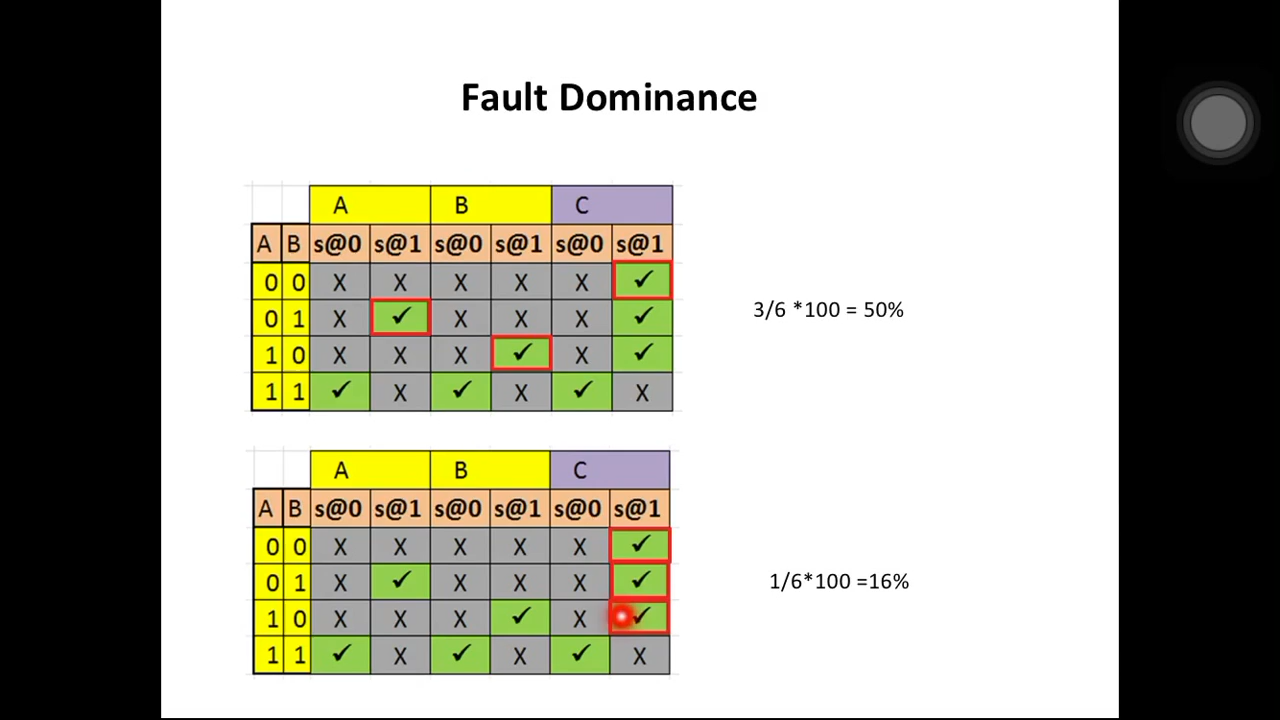 Fault Dominance
A B C
A B s@0 s@1 s@0 s@1 s@0 s@1
0 0 X X X X X ✓
0 1 X ✓ X X X ✓
1 0 X X X ✓ X ✓
1 1 ✓ X ✓ X ✓ X
3/6 *100 = 50%
A B C
A B s@0 s@1 s@0 s@1 s@0 s@1
0 0 X X X X X ✓
0 1 X ✓ X X X ✓
1 0 X X X ✓ X ✓
1 1 ✓ X ✓ X ✓ X
1/6*100 =16%